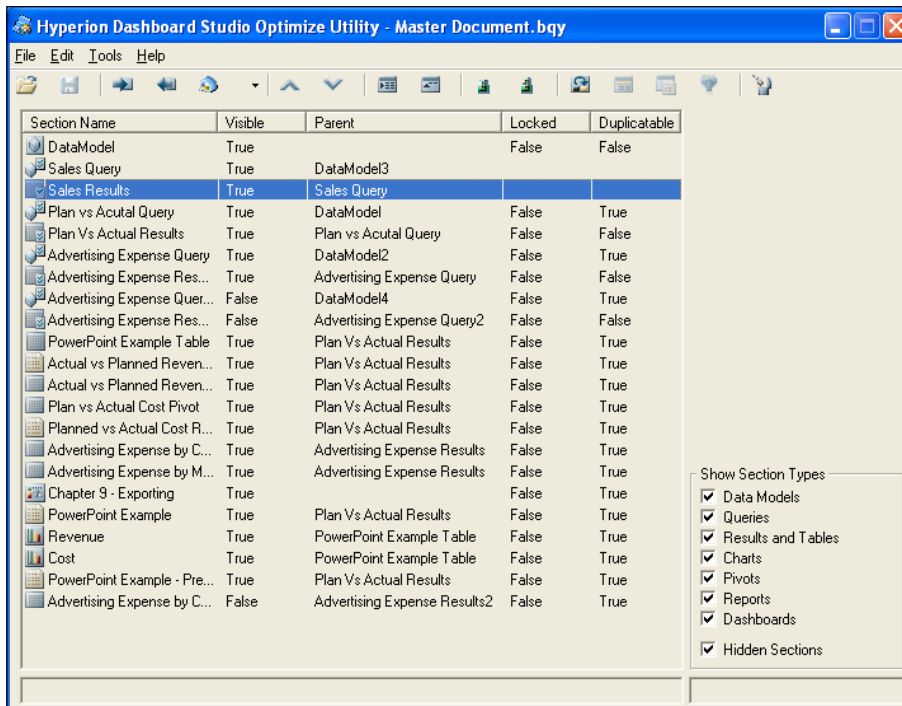 Hyperion Dashboard Studio Optimize Utility - Master Document.bqy
File Edit Tools Help
Section Name Visible Parent Locked Duplicatable
DataModel True False False
Sales Query True DataModel3
Sales Results True Sales Query
Plan vs Acutal Query True DataModel False True
Plan Vs Actual Results True Plan vs Acutal Query False False
Advertising Expense Query True DataModel2 False True
Advertising Expense Res... True Advertising Expense Query False False
Advertising Expense Quer... False DataModel4 False True
Advertising Expense Res... False Advertising Expense Query2 False False
PowerPoint Example Table True Plan Vs Actual Results False True
Actual vs Planned Reven... True Plan Vs Actual Results False True
Actual vs Planned Reven... True Plan Vs Actual Results False True
Plan vs Actual Cost Pivot True Plan Vs Actual Results False True
Planned vs Actual Cost R... True Plan Vs Actual Results False True
Advertising Expense by C... True Advertising Expense Results False True
Advertising Expense by M... True Advertising Expense Results False True
Chapter 9 - Exporting True False True
PowerPoint Example True Plan Vs Actual Results False True
Revenue True PowerPoint Example Table False True
Cost True PowerPoint Example Table False True
PowerPoint Example - Pre... True Plan Vs Actual Results False True
Advertising Expense by C... False Advertising Expense Results2 False True
Show Section Types
Data Models
Queries
Results and Tables
Charts
Pivots
Reports
Dashboards
Hidden Sections